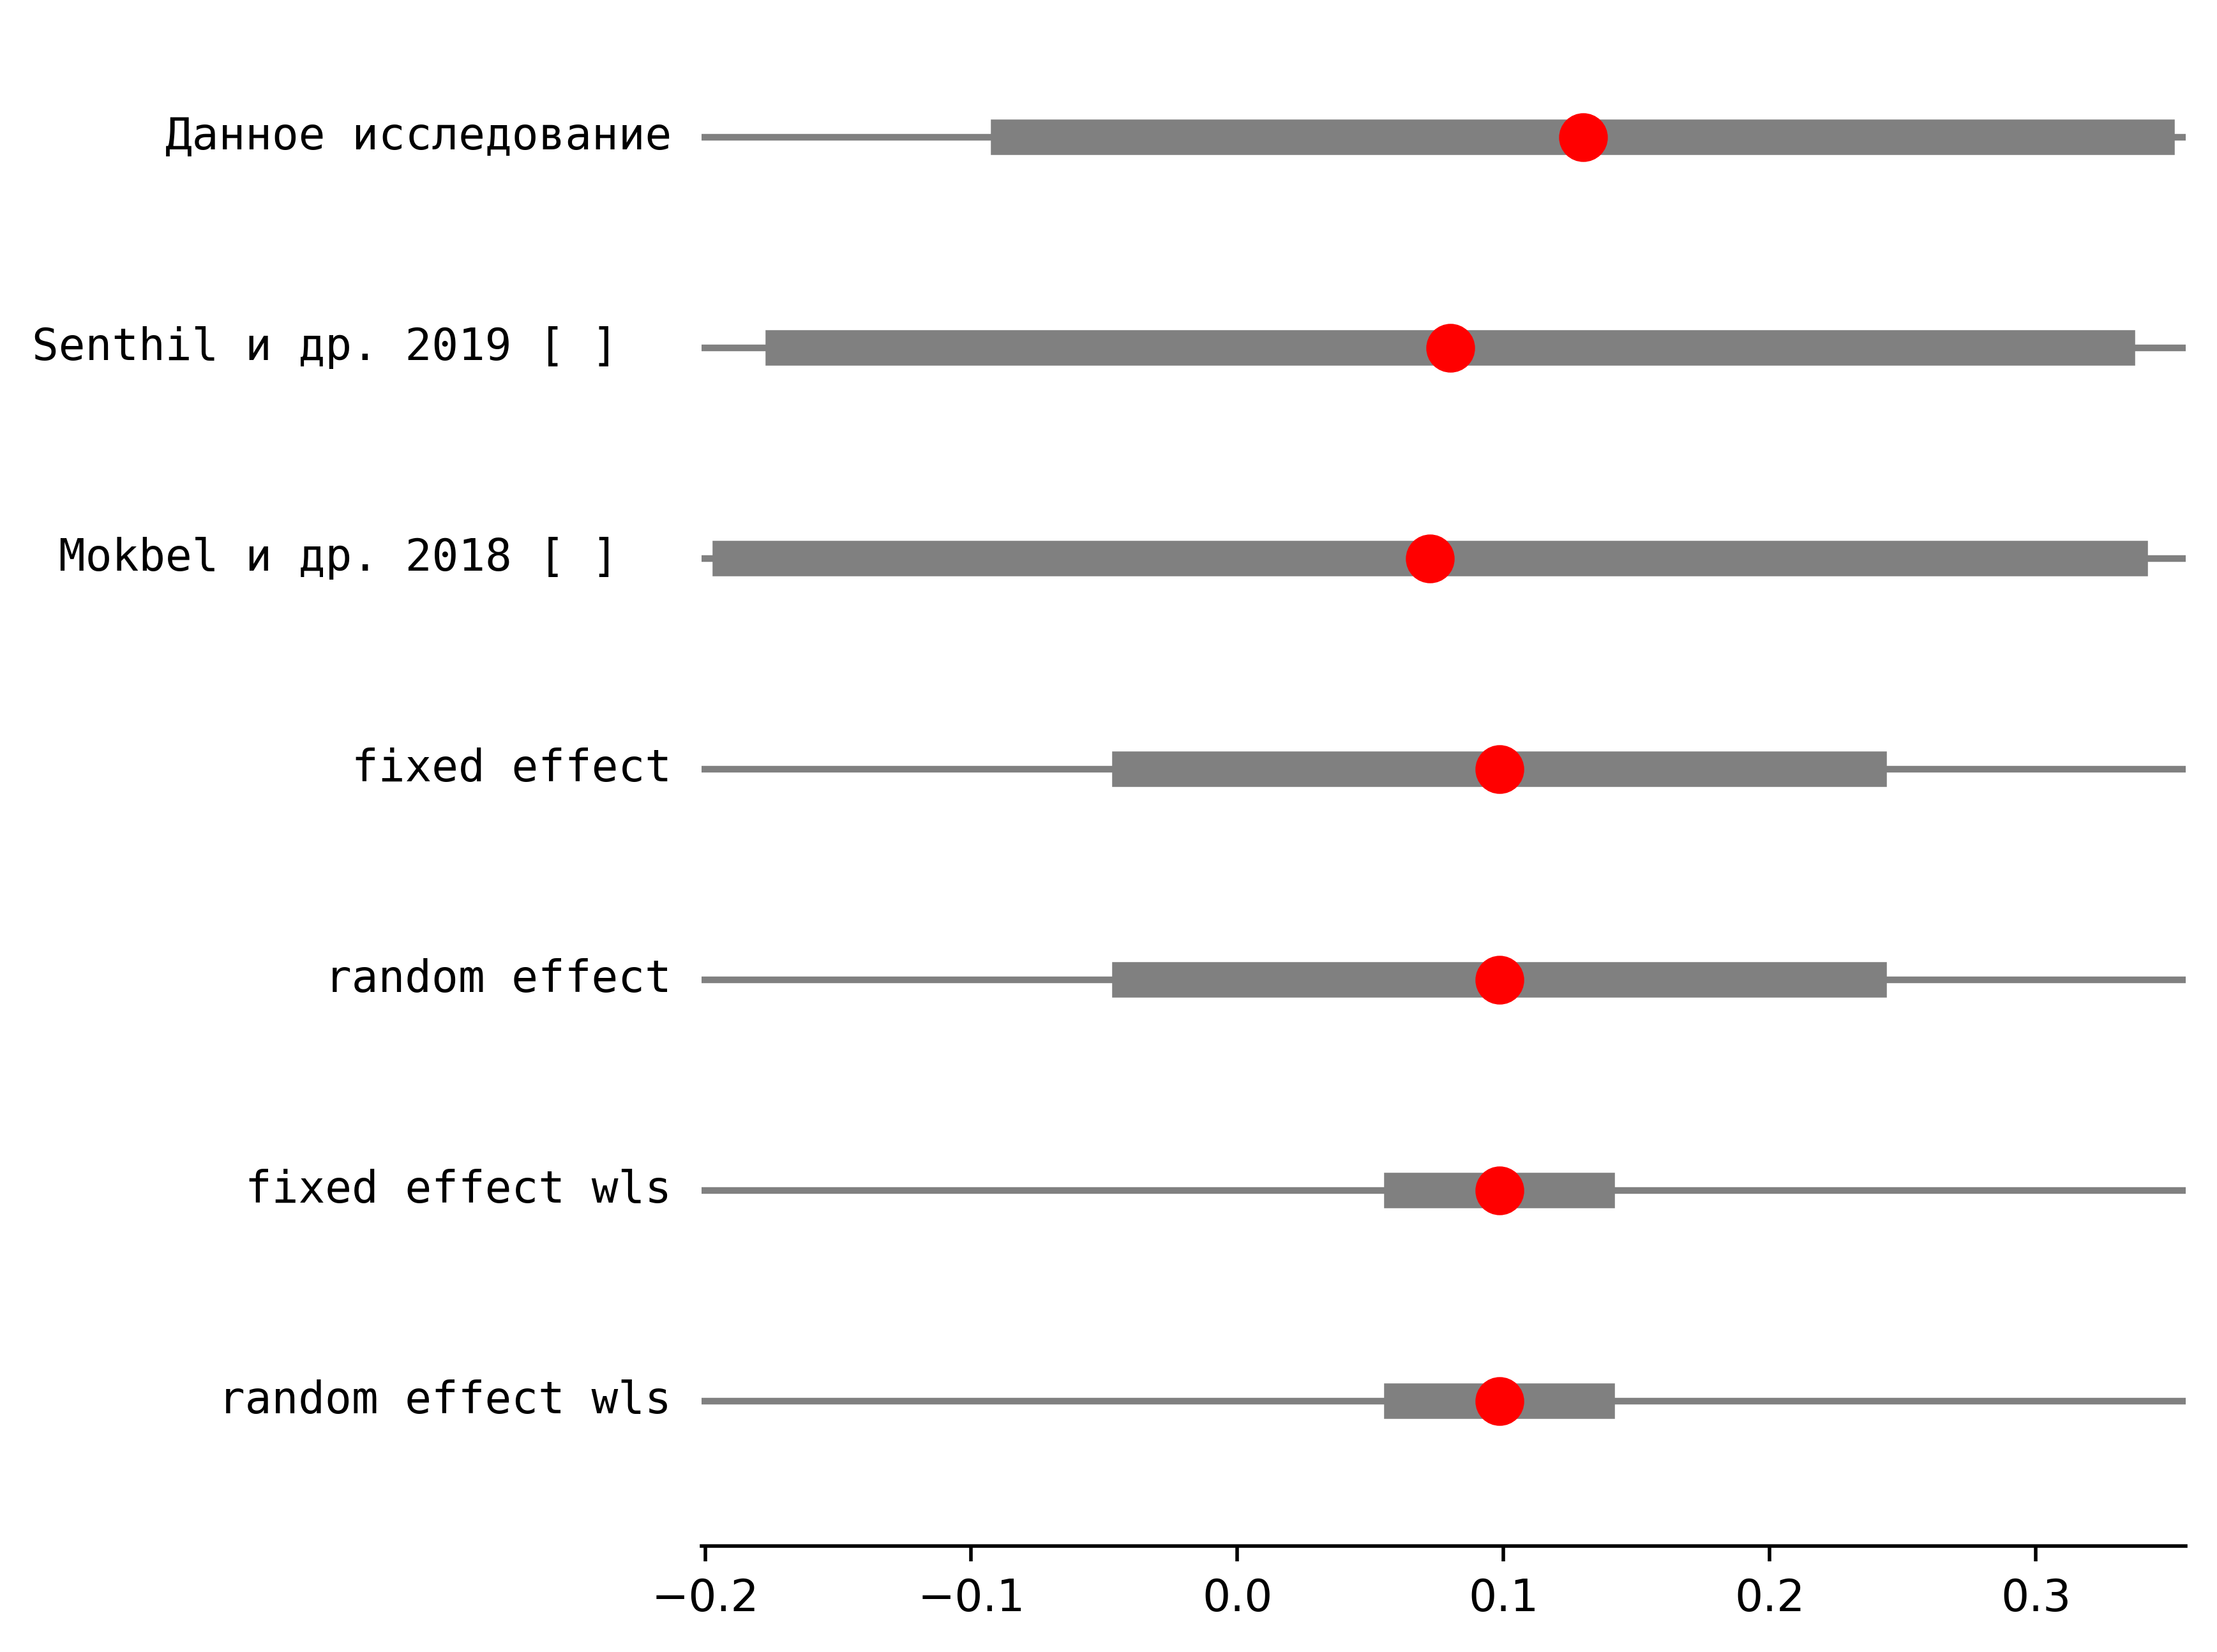 Данное исследование
Senthil и др. 2019 [ ]
Mokbel и др. 2018 [ ]
fixed effect
random effect
fixed effect wls
random effect wls
−0.2 −0.1 0.0 0.1 0.2 0.3